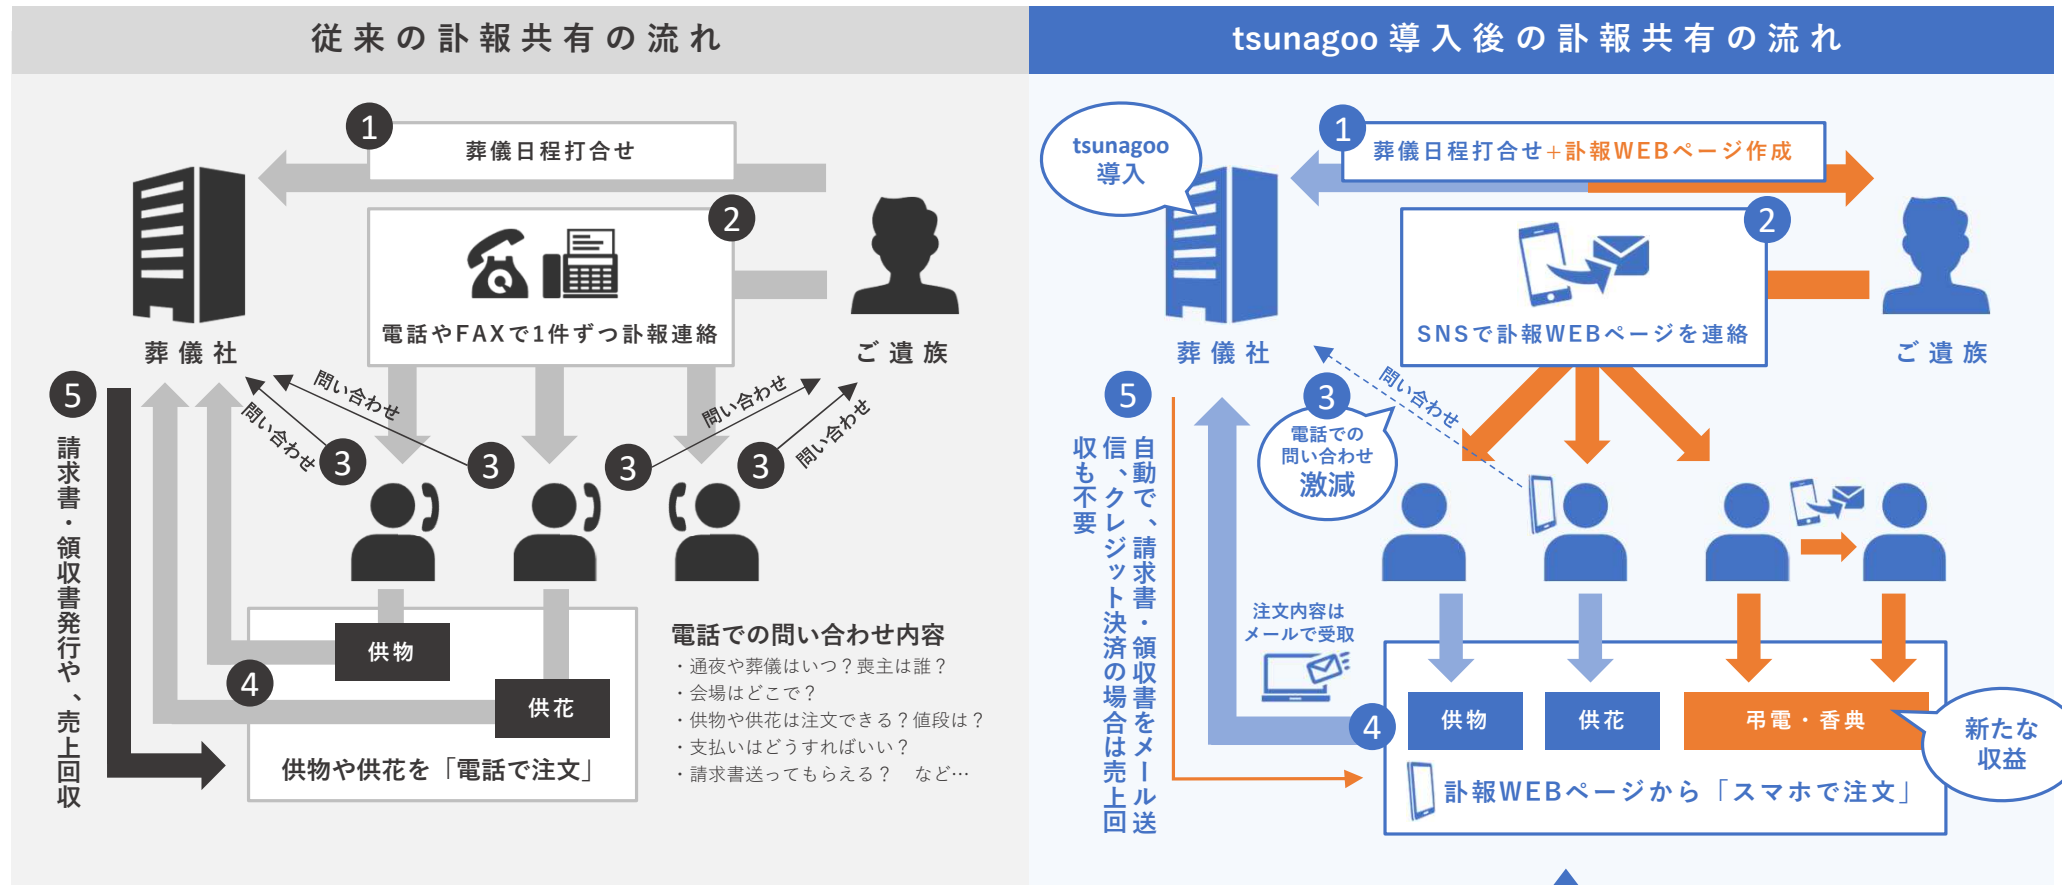 従来の訃報共有の流れ
1
葬儀日程打合せ
2
電話やFAXで1件ずつ訃報連絡
葬儀社
ご遺族
問い合わせ
問い合わせ
問い合わせ
問い合わせ
3
3
3
3
5
請求書・領収書発行や、売上回収
供物
4
供花
供物や供花を「電話で注文」
電話での問い合わせ内容
・通夜や葬儀はいつ？喪主は誰？
・会場はどこで？
・供物や供花は注文できる？値段は？
・支払いはどうすればいい？
・請求書送ってもらえる？　など…
tsunagoo 導入後の訃報共有の流れ
tsunagoo
導入
1
葬儀日程打合せ+訃報WEBページ作成
2
SNSで訃報WEBページを連絡
葬儀社
ご遺族
問い合わせ
3
電話での
問い合わせ
激減
5
自動で、請求書・領収書をメール送
信、クレジット決済の場合は売上回
収も不要
注文内容は
メールで受取
4
供物
供花
弔電・香典
新たな
収益
訃報WEBページから「スマホで注文」